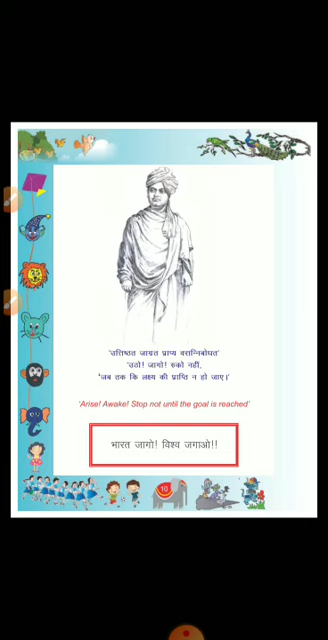 'उत्तिष्ठत जाग्रत प्राप्य वरान्निबोधत'
'उठो! जागो! रुको नहीं,
'जब तक कि लक्ष्य की प्राप्ति न हो जाए।'
'Arise! Awake! Stop not until the goal is reached'
भारत जागो! विश्व जगाओ!!
10